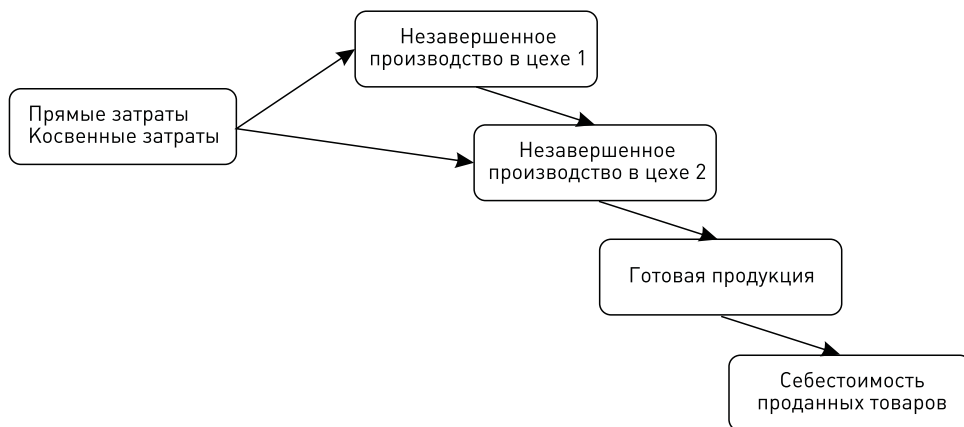 Незавершенное
производство в цехе 1
Прямые затраты
Косвенные затраты
Незавершенное
производство в цехе 2
Готовая продукция
Себестоимость
проданных товаров